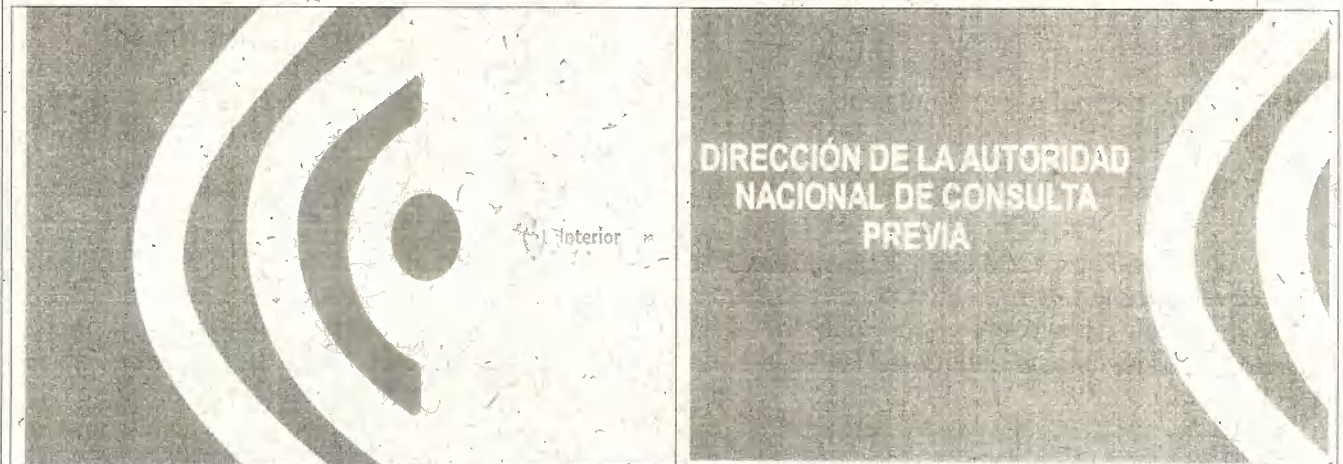 Interior
DIRECCIÓN DE LA AUTORIDAD
NACIONAL DE CONSULTA
PREVIA